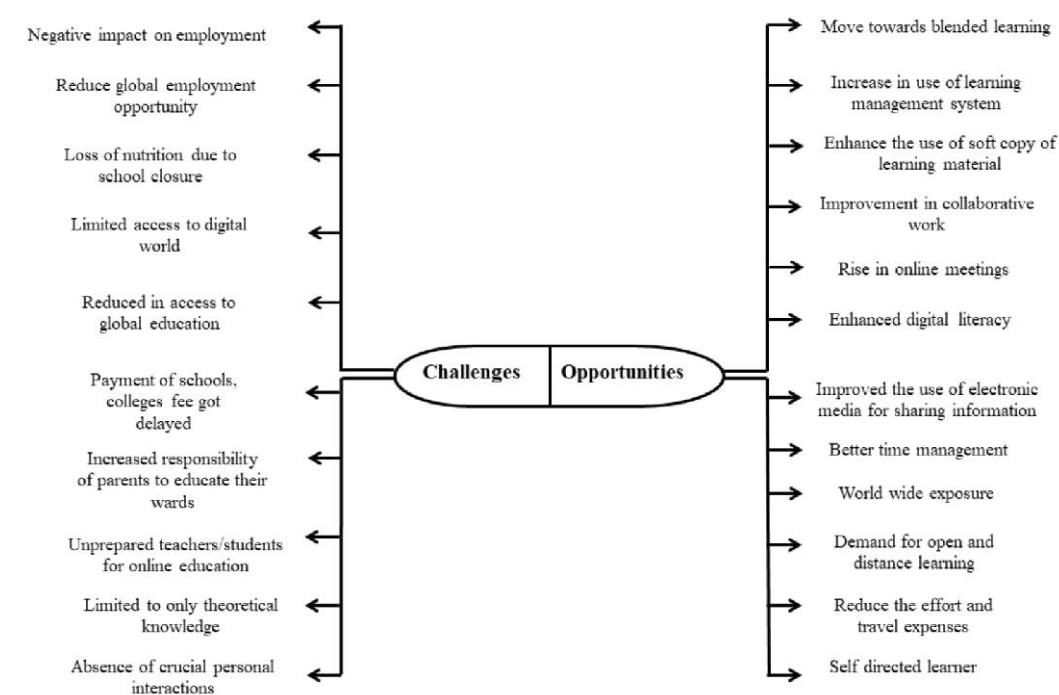 Negative impact on employment
Reduce global employment
opportunity
Loss of nutrition due to
school closure
Limited access to digital
world
Reduced in access to
global education
Payment of schools,
colleges fee got
delayed
Increased responsibility
of parents to educate their
wards
Unprepared teachers/students
for online education
Limited to only theoretical
knowledge
Absence of crucial personal
interactions
Challenges
Opportunities
Move towards blended learning
Increase in use of learning
management system
Enhance the use of soft copy of
learning material
Improvement in collaborative
work
Rise in online meetings
Enhanced digital literacy
Improved the use of electronic
media for sharing information
Better time management
World wide exposure
Demand for open and
distance learning
Reduce the effort and
travel expenses
Self directed learner